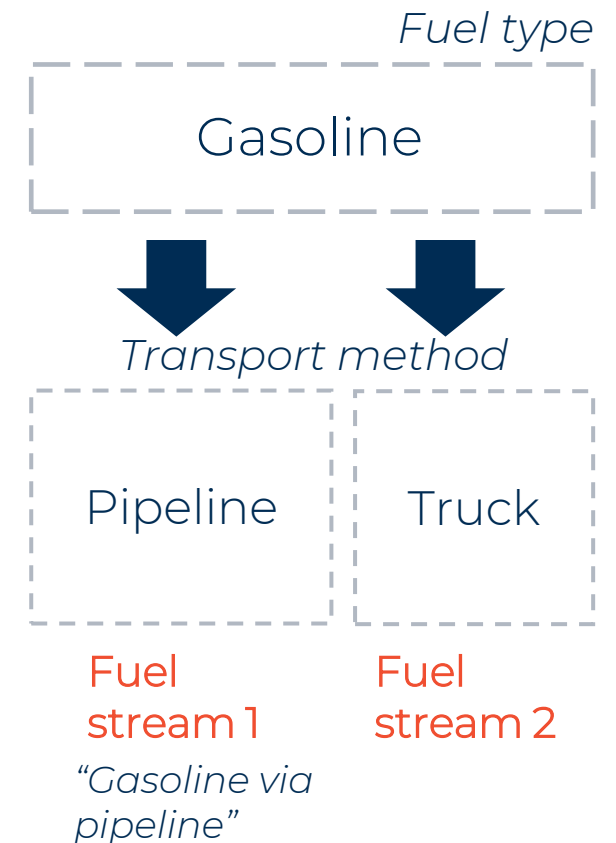 Fuel type
Gasoline
Transport method
Pipeline
Truck
Fuel
stream 1
Fuel
stream 2
“Gasoline via
pipeline”